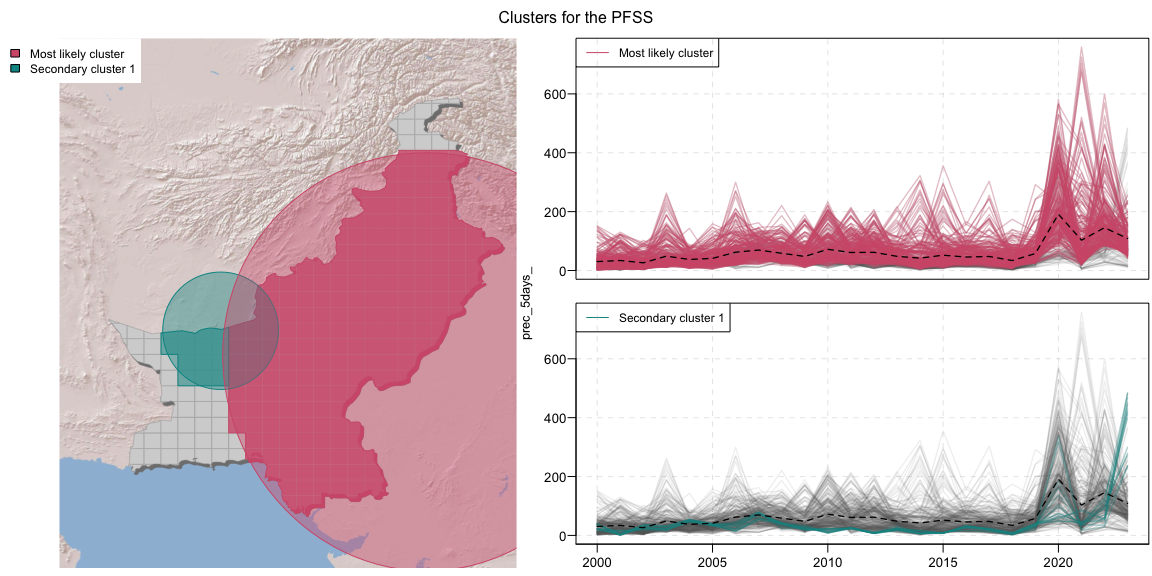 Clusters for the PFSS
Most likely cluster
Secondary cluster 1
prec_5days_
Most likely cluster
600
400
200
0
Secondary cluster 1
600
400
200
0
2000 2005 2010 2015 2020